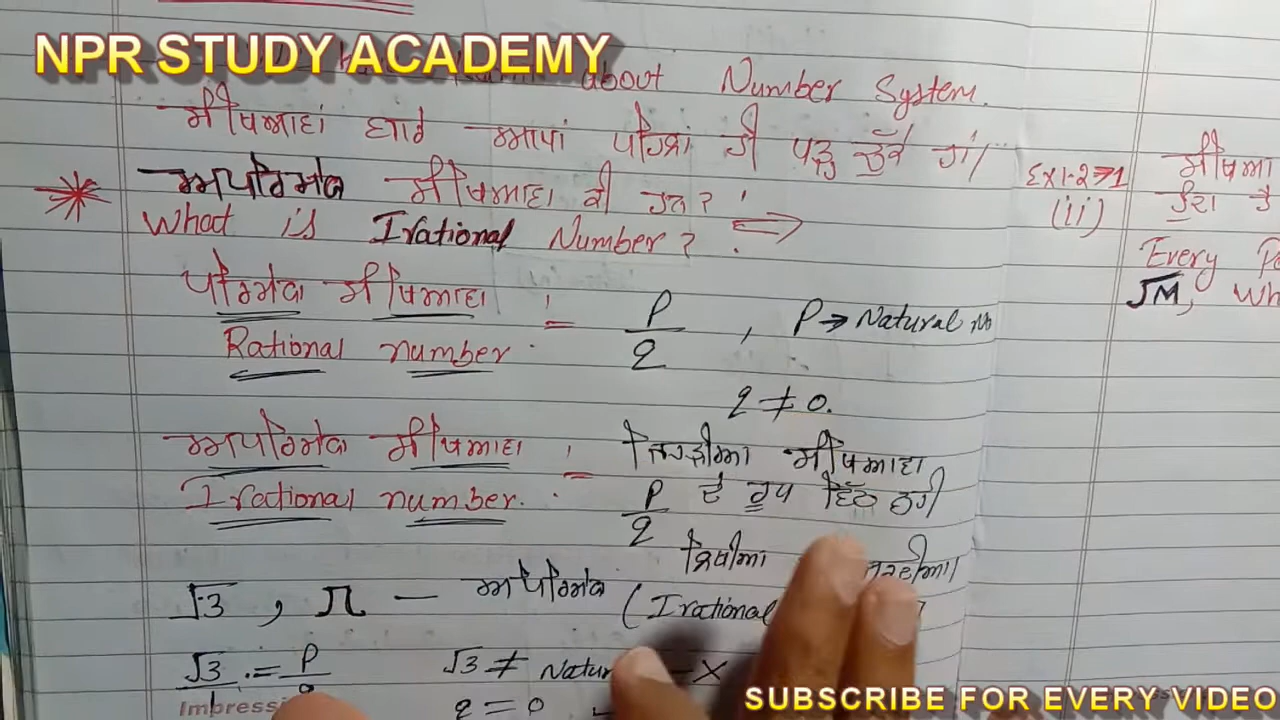 NPR STUDY ACADEMY
about Number System.
ਸੰਖਿਆਵਾਂ ਬਾਰੇ ਆਪਾਂ ਪਹਿਲਾਂ ਹੀ ਪੜ੍ਹ ਚੁੱਕੇ ਹਾਂ।
ਅਪਰਿਮੇਯ ਸੰਖਿਆਵਾਂ ਕੀ ਹਨ?
What is Irational Number? ⇒
ਪਰਿਮੇਯ ਸੰਖਿਆਵਾਂ :
Rational number = P/q , P → Natural No
q ≠ 0.
ਅਪਰਿਮੇਯ ਸੰਖਿਆਵਾਂ : ਜਿਹੜੀਆਂ ਸੰਖਿਆਵਾਂ
Irational number. = P/q ਦੇ ਰੂਪ ਵਿੱਚ ਨਹੀਂ
ਲਿਖੀਆਂ
√3 , π — ਅਪਰਿਮੇਯ (Irational
√3/1 = P/q √3 ≠ Natur – X
q = 0
Ex 1.2 ⇒ 1
(ii)
ਸੰਖਿਆ
Every
√M,
SUBSCRIBE FOR EVERY VIDEO